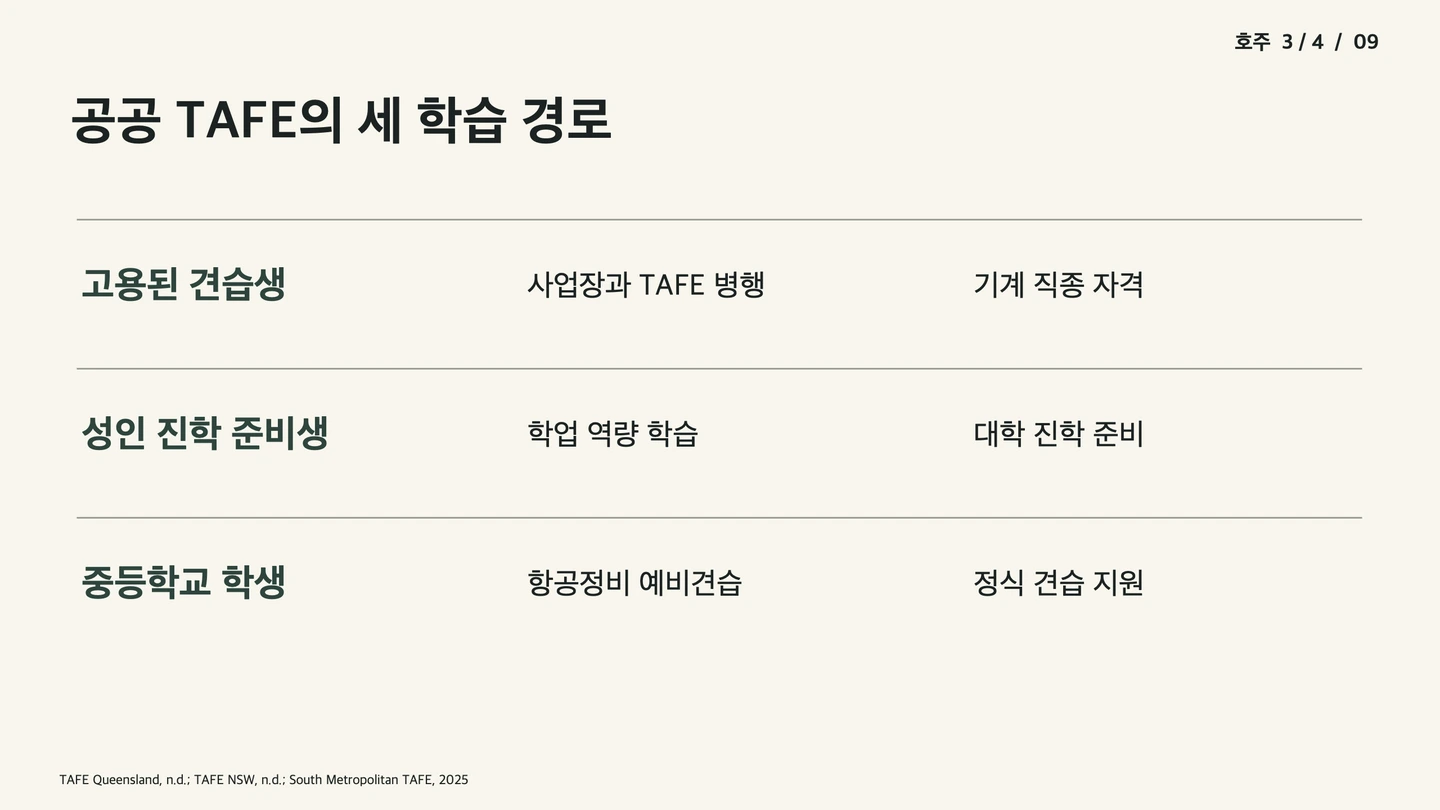 호주 3 / 4 / 09
공공 TAFE의 세 학습 경로
고용된 견습생 사업장과 TAFE 병행 기계 직종 자격
성인 진학 준비생 학업 역량 학습 대학 진학 준비
중등학교 학생 항공정비 예비견습 정식 견습 지원
TAFE Queensland, n.d.; TAFE NSW, n.d.; South Metropolitan TAFE, 2025